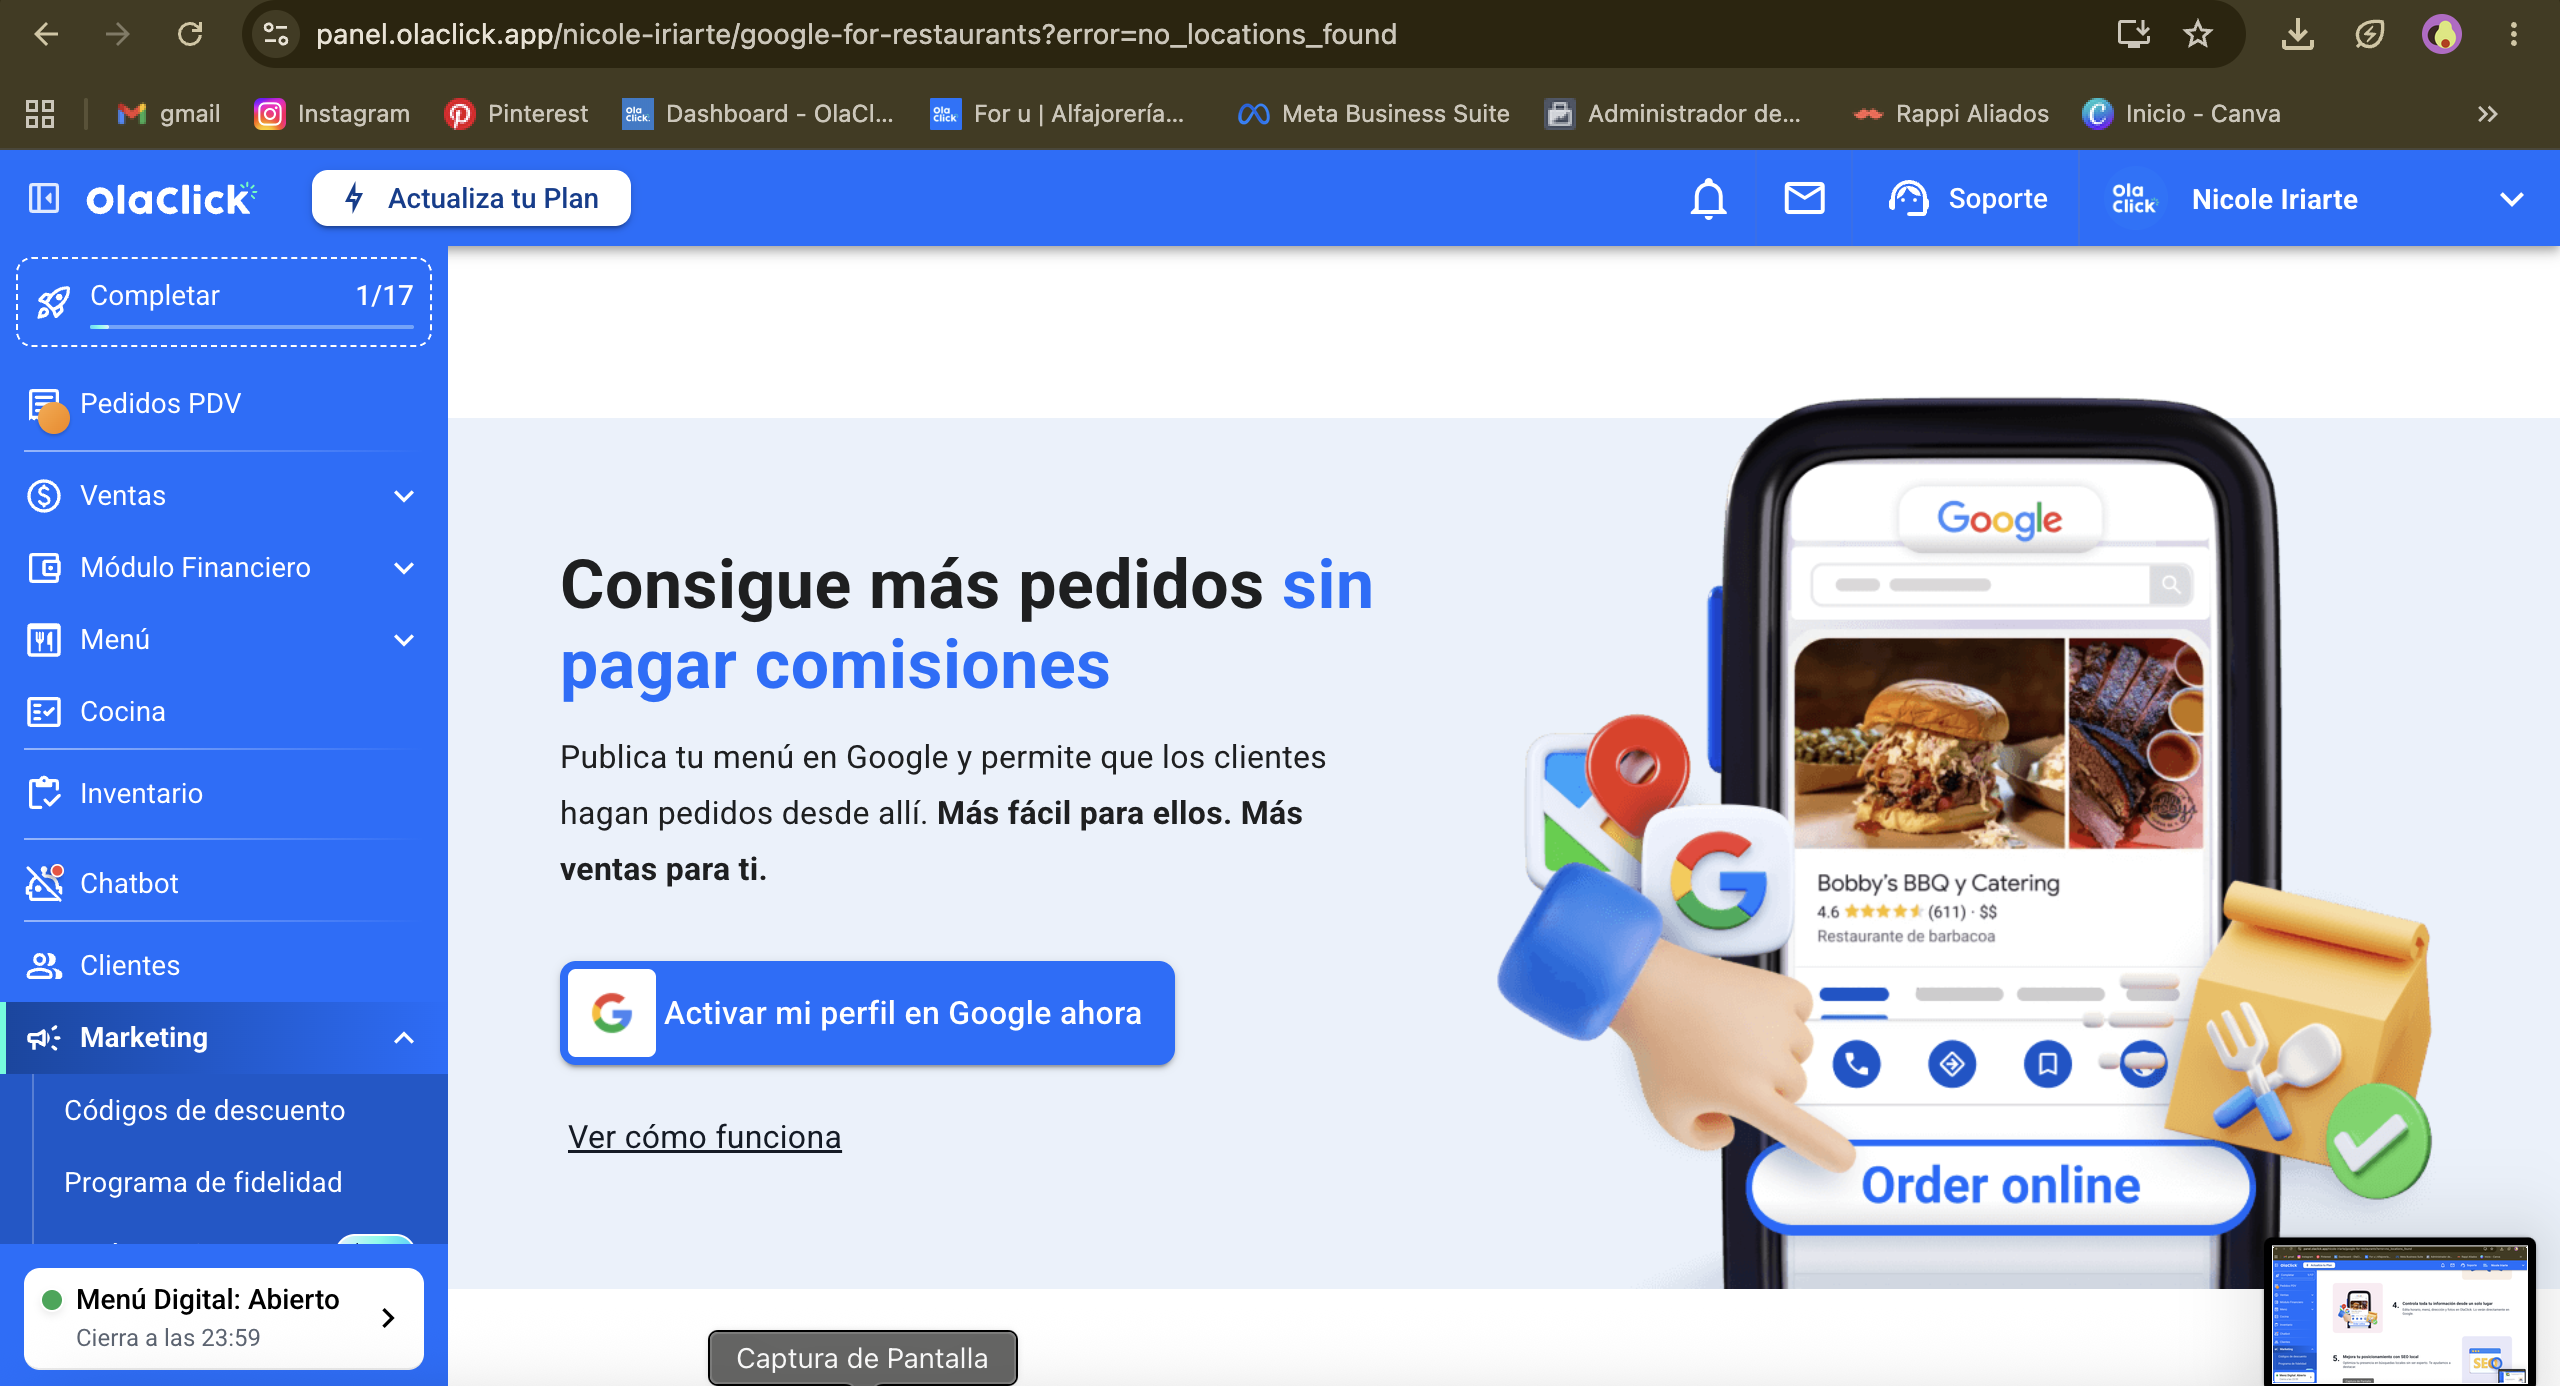 panel.olaclick.app/nicole-iriarte/google-for-restaurants?error=no_locations_found
gmail
Instagram
Pinterest
Dashboard - OlaCl...
For u | Alfajorería...
Meta Business Suite
Administrador de...
Rappi Aliados
Inicio - Canva
OlaClick
Actualiza tu Plan
Soporte
Ola Click
Nicole Iriarte
Completar 1/17
Pedidos PDV
Ventas
Módulo Financiero
Menú
Cocina
Inventario
Chatbot
Clientes
Marketing
Códigos de descuento
Programa de fidelidad
Menú Digital: Abierto
Cierra a las 23:59
Consigue más pedidos sin
pagar comisiones
Publica tu menú en Google y permite que los clientes
hagan pedidos desde allí. Más fácil para ellos. Más
ventas para ti.
Activar mi perfil en Google ahora
Ver cómo funciona
Google
Bobby's BBQ y Catering
4.6 (611) · $$
Restaurante de barbacoa
Order online
Captura de Pantalla